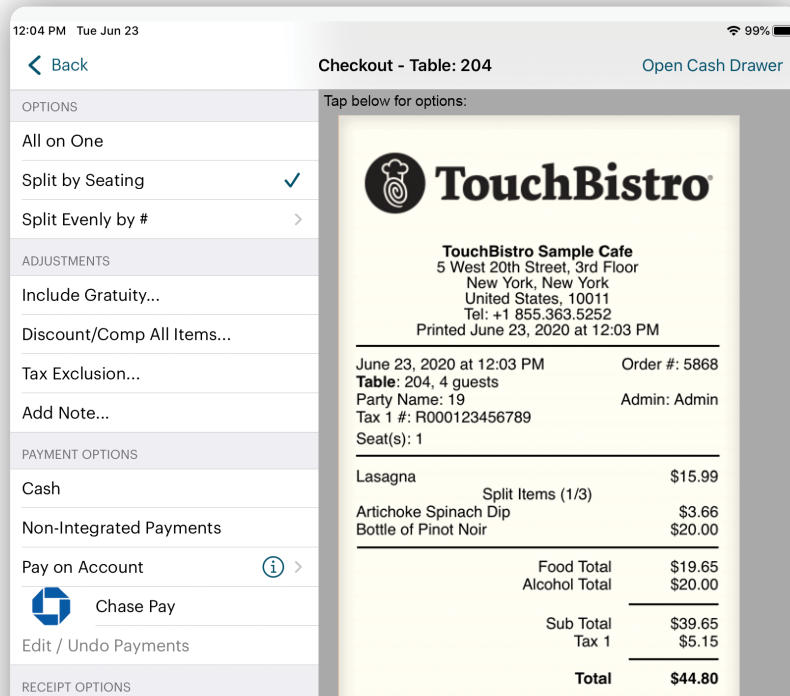 12:04 PM Tue Jun 23 99%
Back Checkout - Table: 204 Open Cash Drawer
OPTIONS
All on One
Split by Seating
Split Evenly by #
ADJUSTMENTS
Include Gratuity...
Discount/Comp All Items...
Tax Exclusion...
Add Note...
PAYMENT OPTIONS
Cash
Non-Integrated Payments
Pay on Account
Chase Pay
Edit / Undo Payments
RECEIPT OPTIONS
Tap below for options:
TouchBistro
TouchBistro Sample Cafe
5 West 20th Street, 3rd Floor
New York, New York
United States, 10011
Tel: +1 855.363.5252
Printed June 23, 2020 at 12:03 PM
June 23, 2020 at 12:03 PM Order #: 5868
Table: 204, 4 guests
Party Name: 19 Admin: Admin
Tax 1 #: R000123456789
Seat(s): 1
Lasagna $15.99
Split Items (1/3)
Artichoke Spinach Dip $3.66
Bottle of Pinot Noir $20.00
Food Total $19.65
Alcohol Total $20.00
Sub Total $39.65
Tax 1 $5.15
Total $44.80